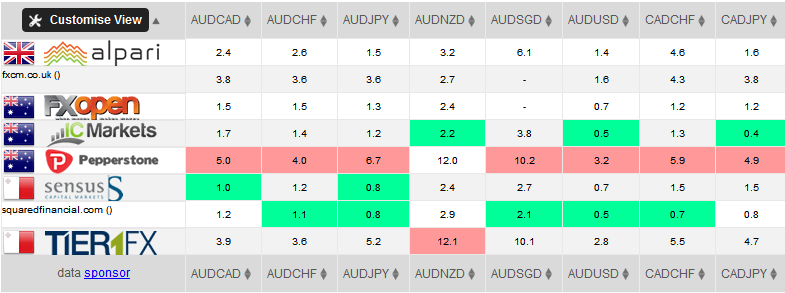 Customise View AUDCAD AUDCHF AUDJPY AUDNZD AUDSGD AUDUSD CADCHF CADJPY
alpari 2.4 2.6 1.5 3.2 6.1 1.4 4.6 1.6
fxcm.co.uk () 3.8 3.6 3.6 2.7 - 1.6 4.3 3.8
FXOpen 1.5 1.5 1.3 2.4 - 0.7 1.2 1.2
IC Markets 1.7 1.4 1.2 2.2 3.8 0.5 1.3 0.4
Pepperstone 5.0 4.0 6.7 12.0 10.2 3.2 5.9 4.9
sensus S CAPITAL MARKETS 1.0 1.2 0.8 2.4 2.7 0.7 1.5 1.5
squaredfinancial.com () 1.2 1.1 0.8 2.9 2.1 0.5 0.7 0.8
TIER1FX 3.9 3.6 5.2 12.1 10.1 2.8 5.5 4.7
data sponsor AUDCAD AUDCHF AUDJPY AUDNZD AUDSGD AUDUSD CADCHF CADJPY